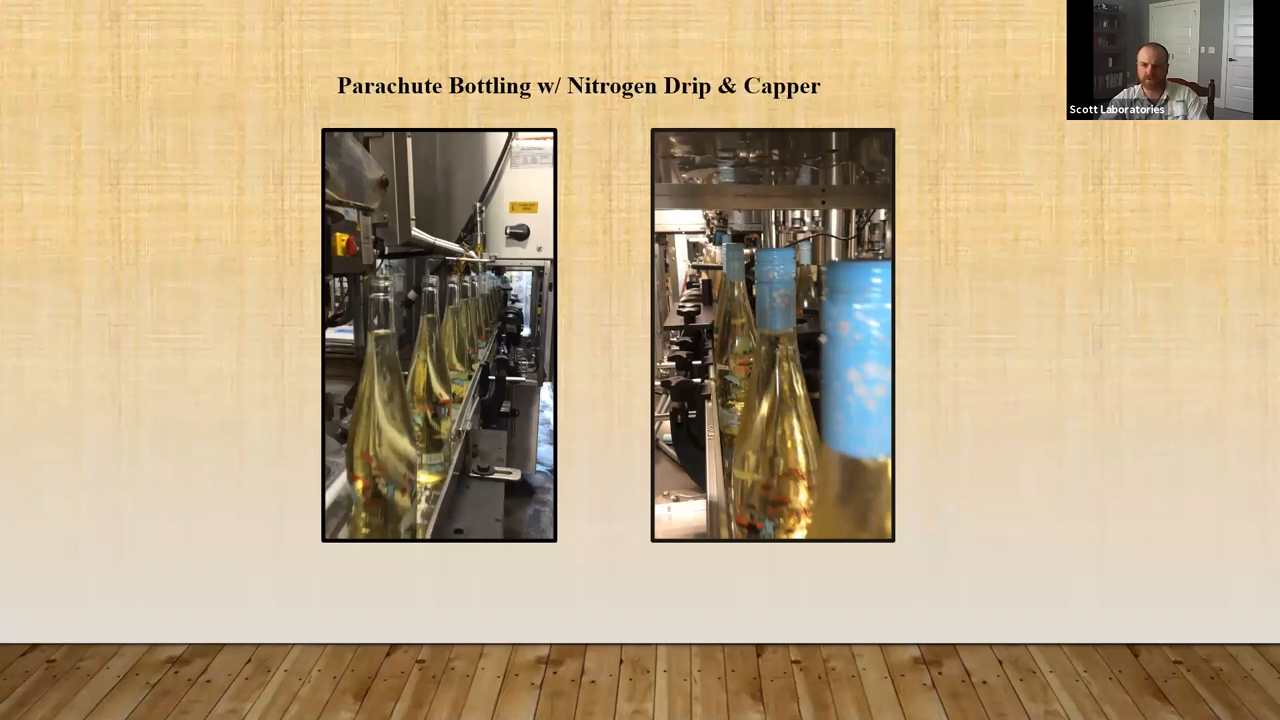 Parachute Bottling w/ Nitrogen Drip & Capper
Scott Laboratories